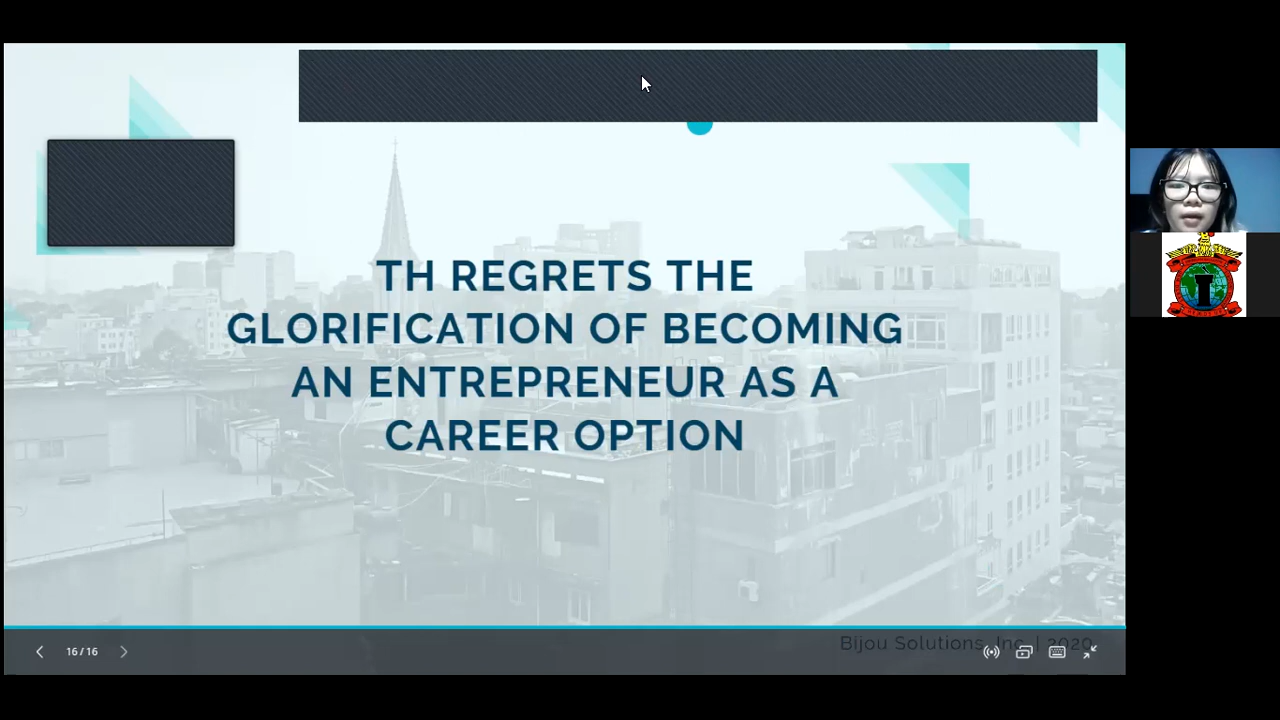 TH REGRETS THE
GLORIFICATION OF BECOMING
AN ENTREPRENEUR AS A
CAREER OPTION
Bijou Solutions, Inc. | 2020
16 / 16